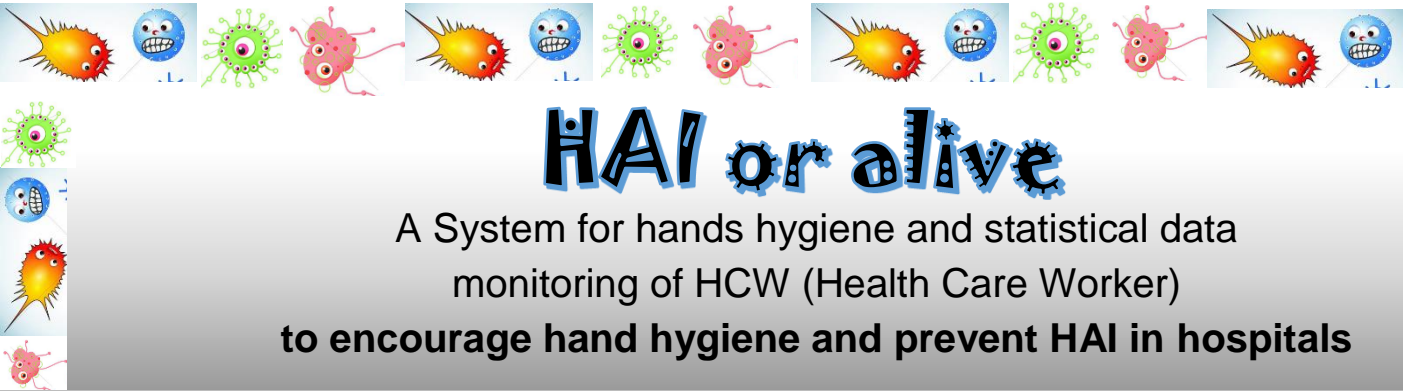 HAI or alive
A System for hands hygiene and statistical data
monitoring of HCW (Health Care Worker)
to encourage hand hygiene and prevent HAI in hospitals